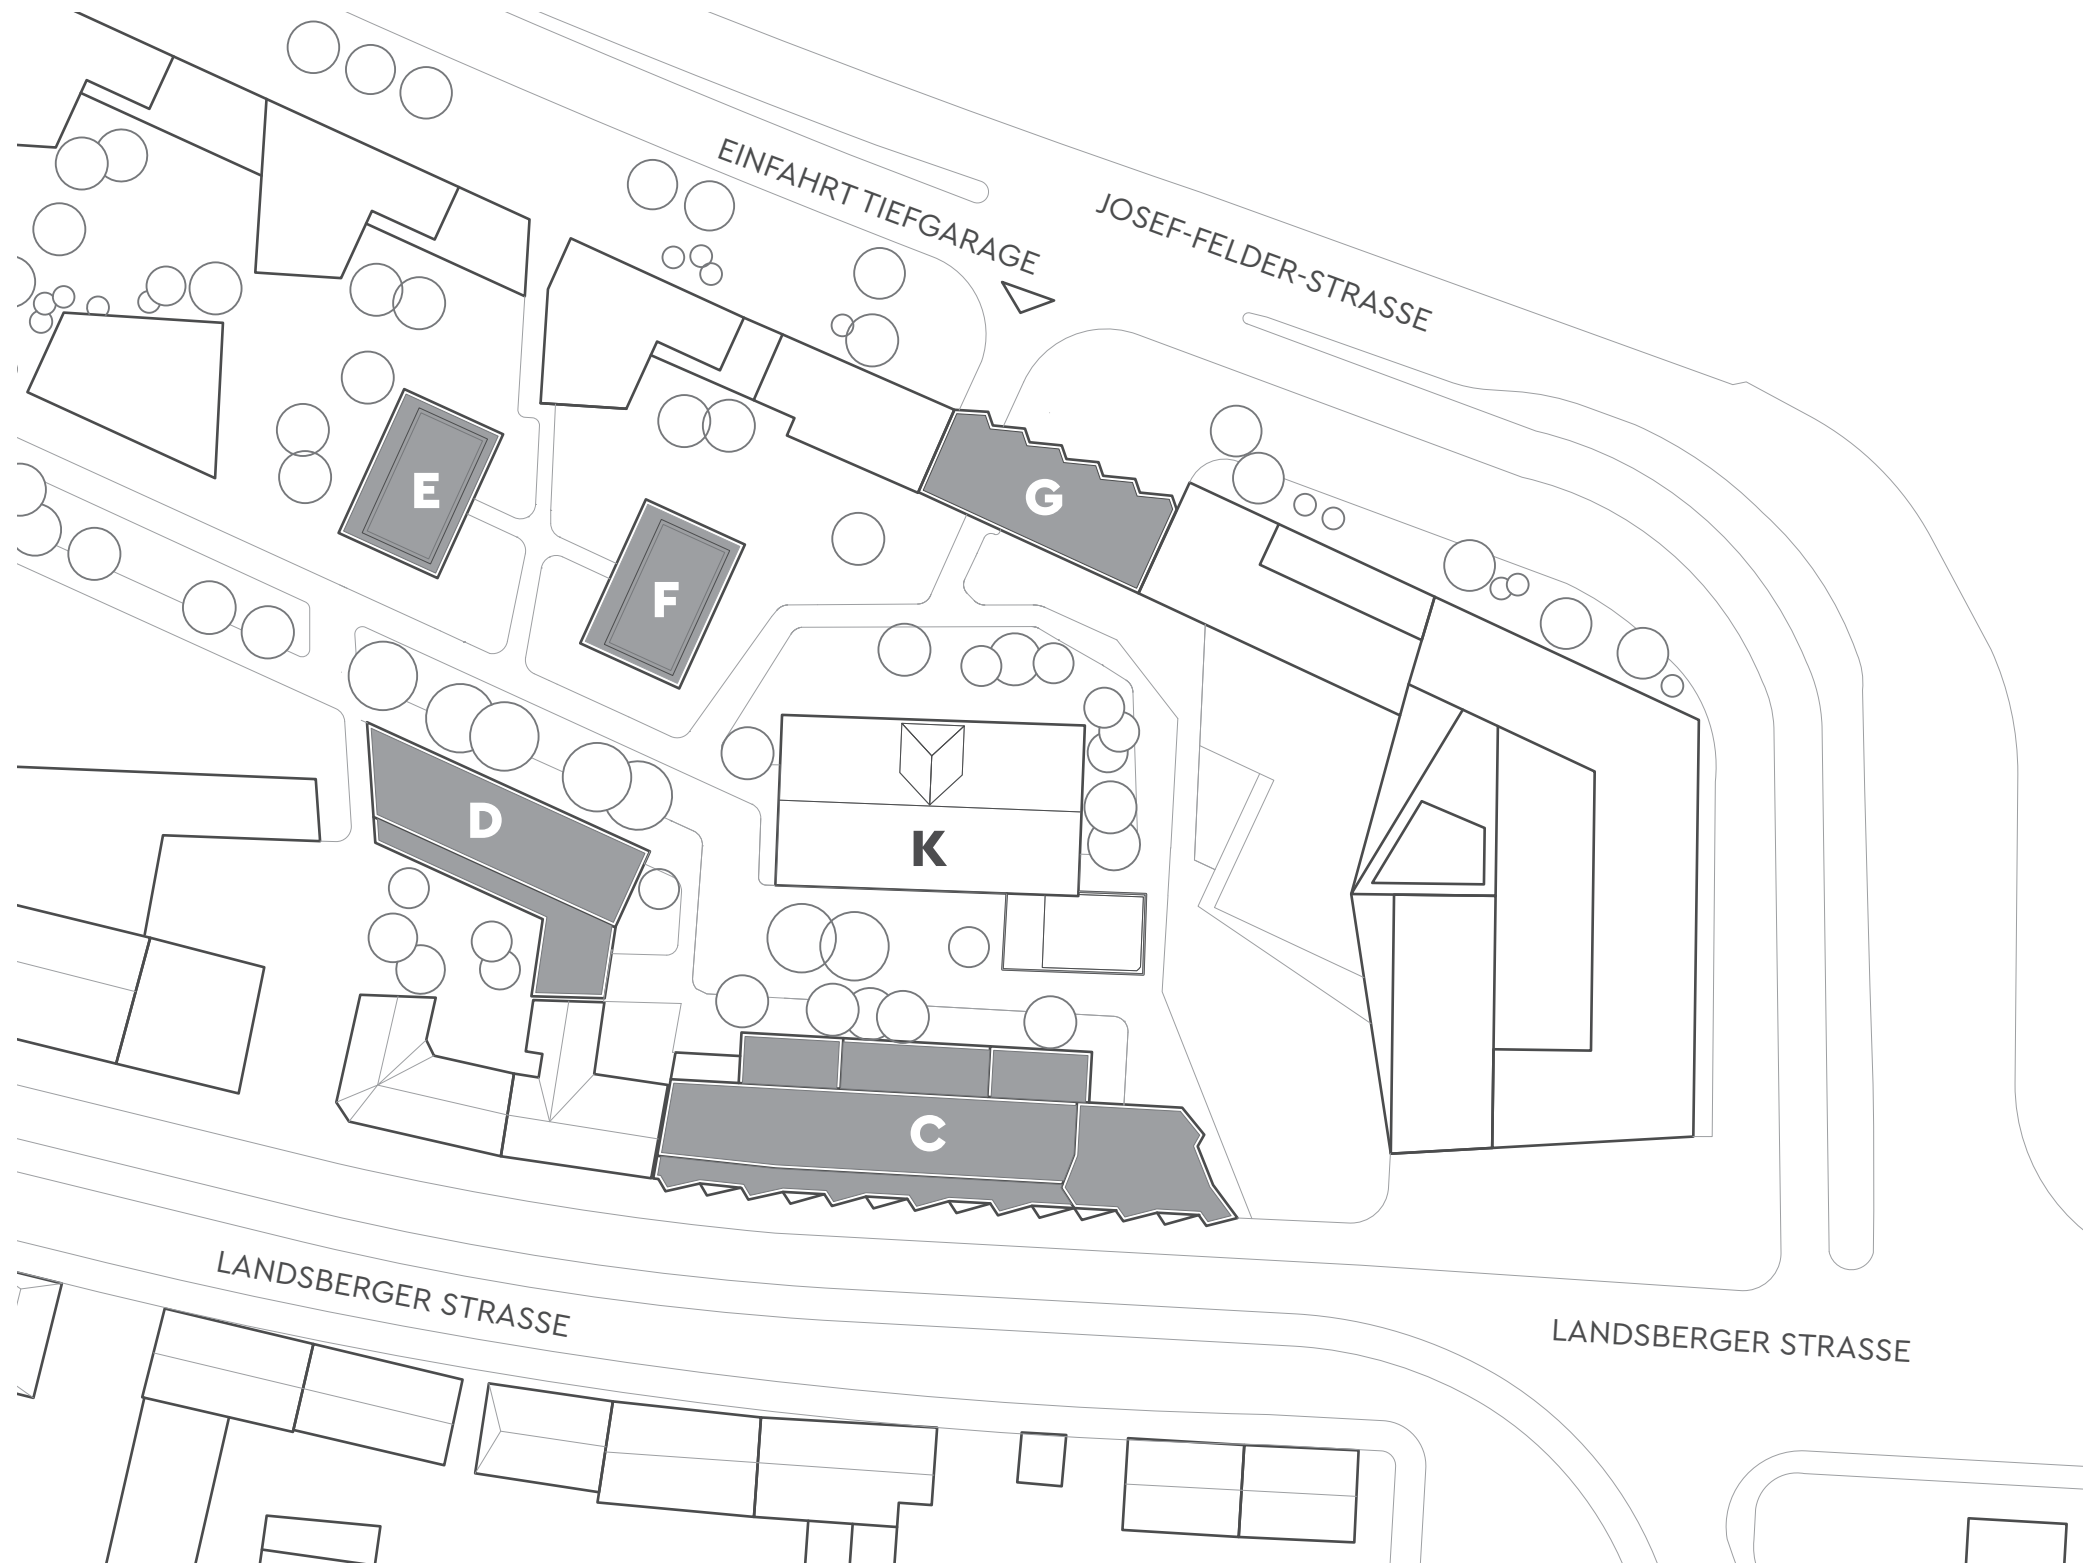 EINFAHRT TIEFGARAGE
JOSEF-FELDER-STRASSE
E
G
F
D
K
C
LANDSBERGER STRASSE
LANDSBERGER STRASSE